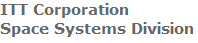 ITT Corporation
Space Systems Division